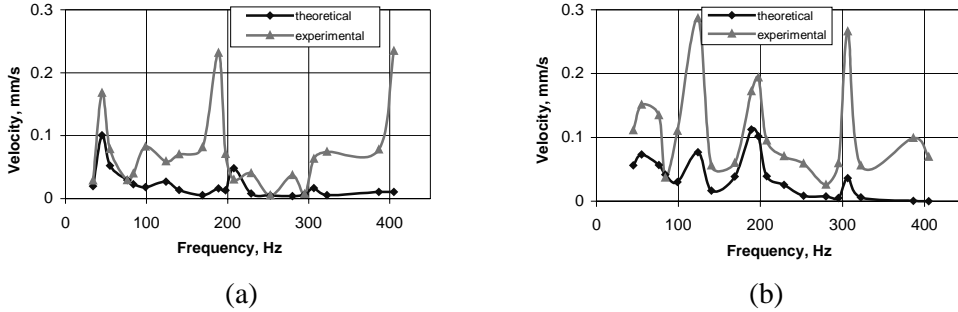 0.3
0.2
0.1
0
Velocity, mm/s
theoretical
experimental
0 100 200 300 400
Frequency, Hz
(a)
0.3
0.2
0.1
0
Velocity, mm/s
theoretical
experimental
0 100 200 300 400
Frequency, Hz
(b)